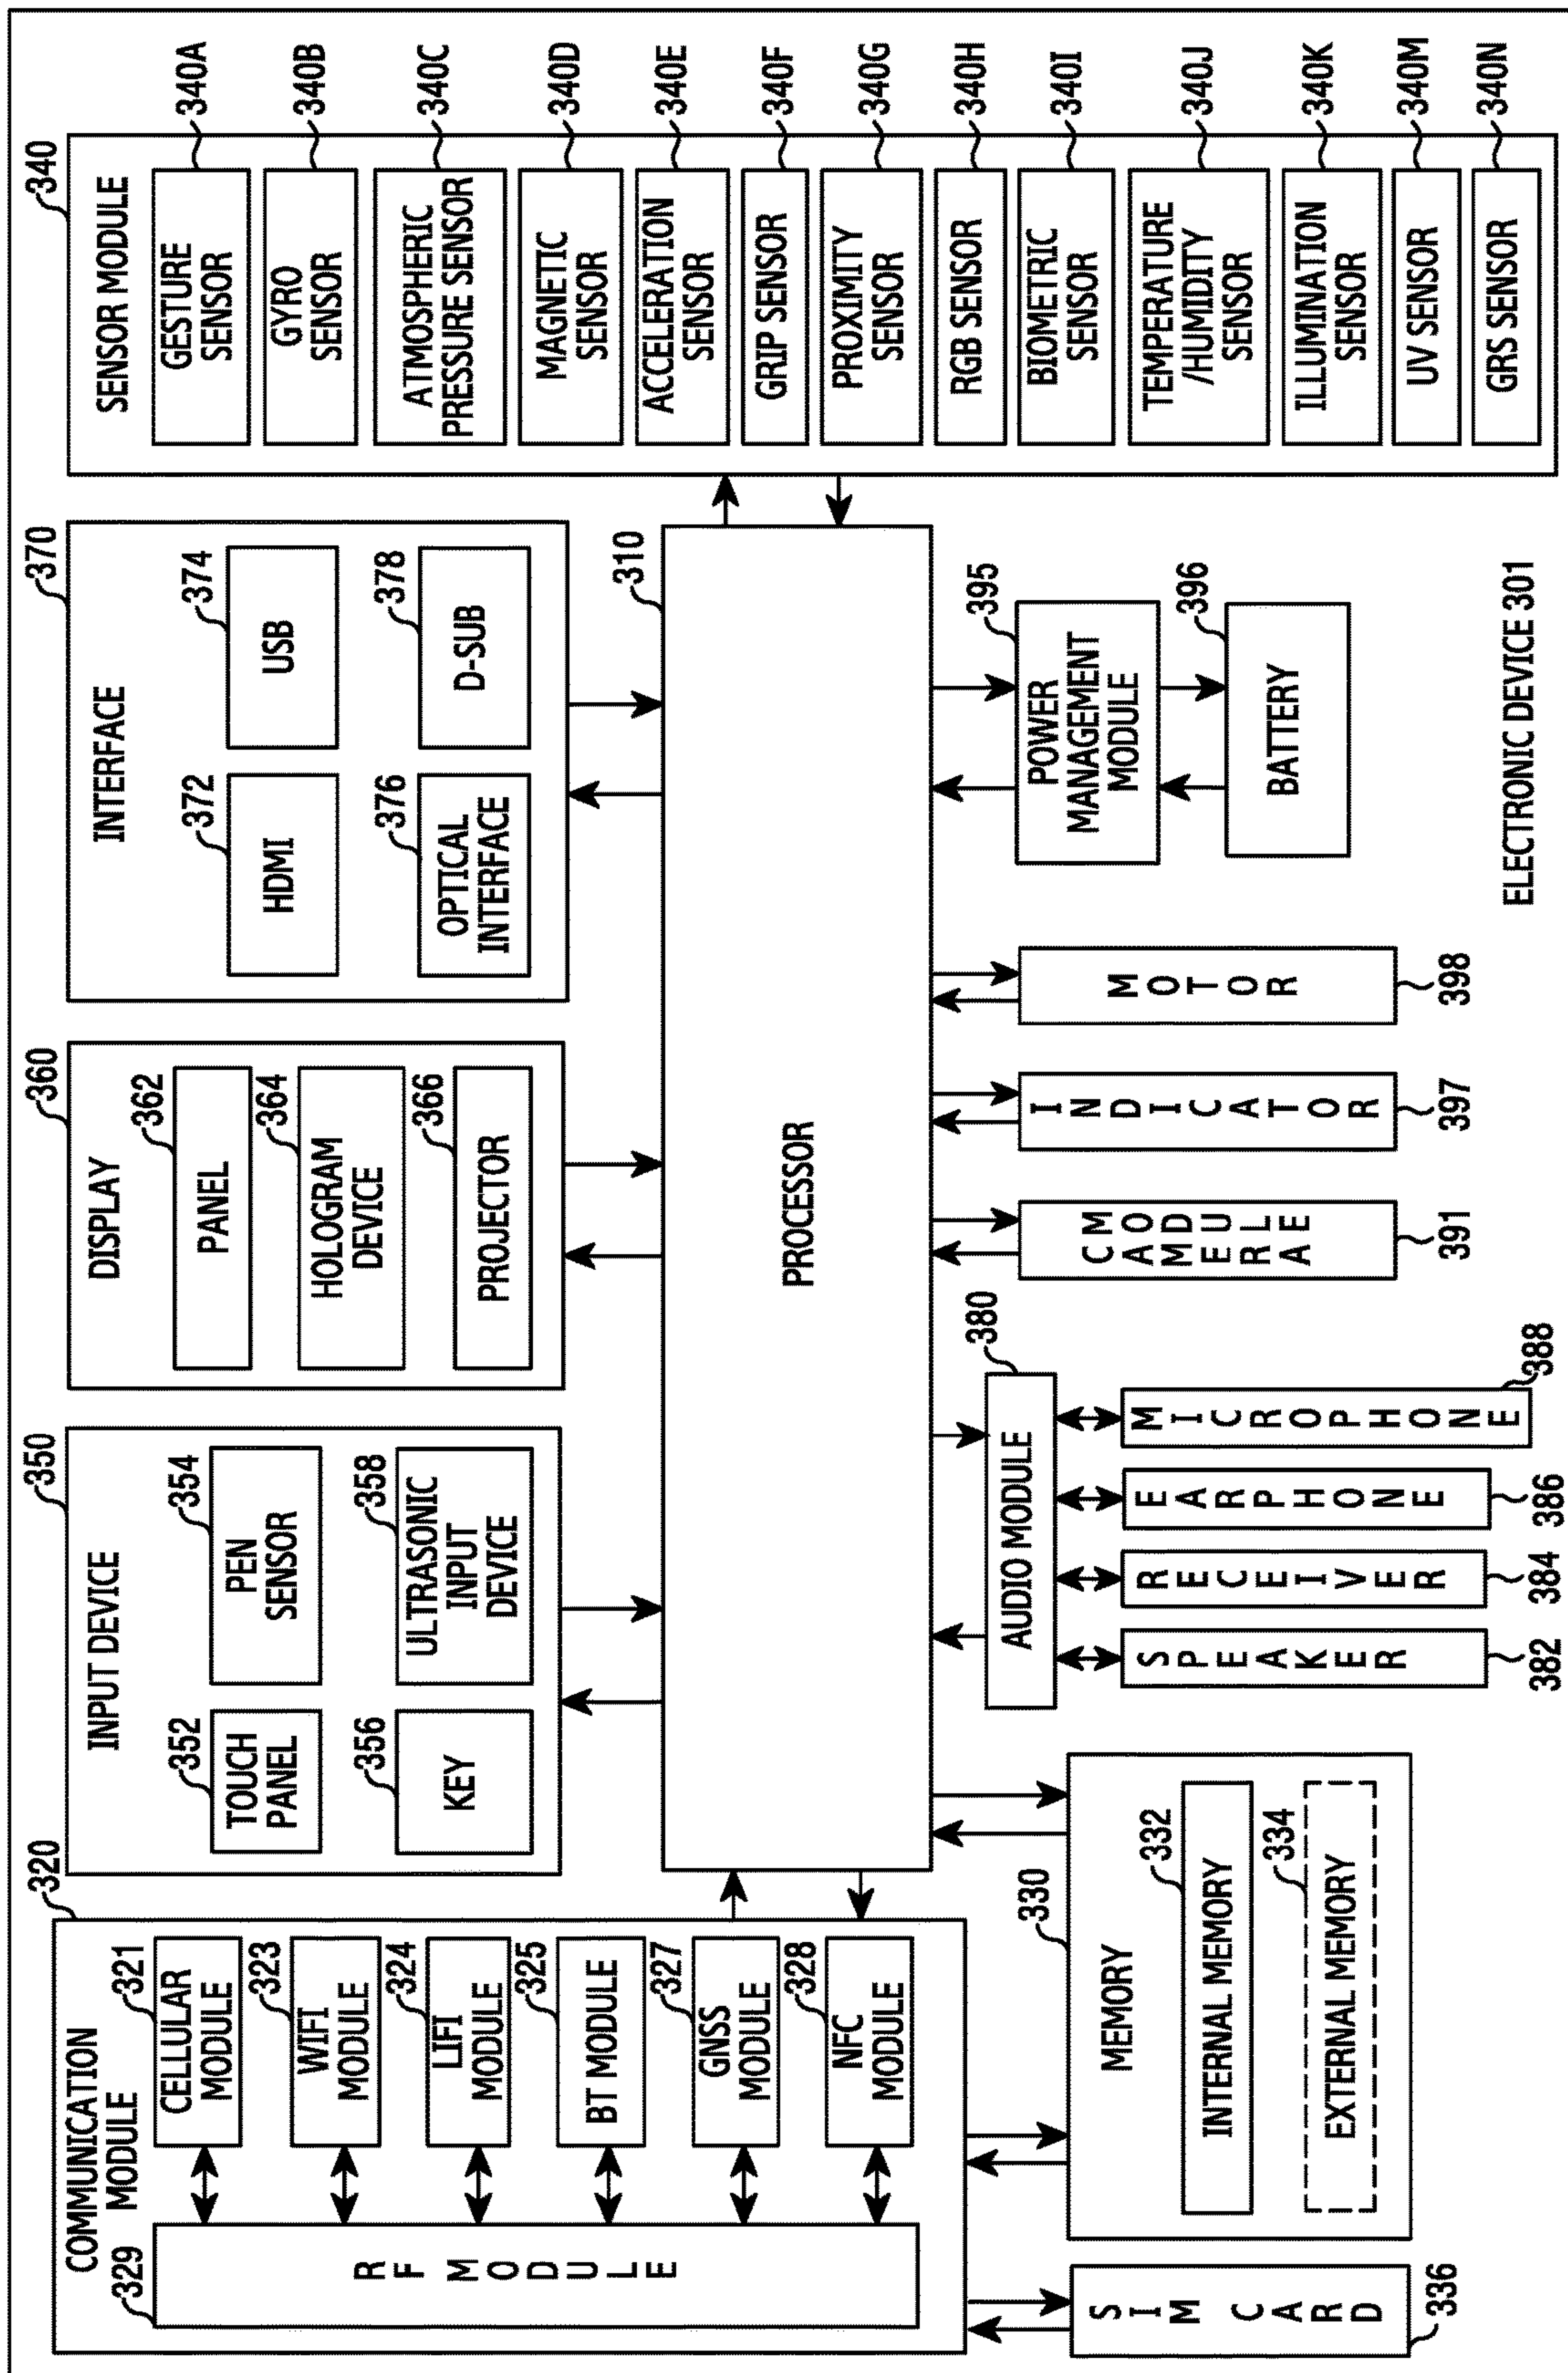 COMMUNICATION
MODULE
320
329
RF MODULE
321
CELLULAR
MODULE
323
WIFI
MODULE
324
LIFI
MODULE
325
BT MODULE
327
GNSS
MODULE
328
NFC
MODULE
350
INPUT DEVICE
352
TOUCH
PANEL
354
PEN
SENSOR
356
KEY
358
ULTRASONIC
INPUT
DEVICE
360
DISPLAY
362
PANEL
364
HOLOGRAM
DEVICE
366
PROJECTOR
370
INTERFACE
372
HDMI
374
USB
376
OPTICAL
INTERFACE
378
D-SUB
340
SENSOR MODULE
GESTURE
SENSOR
340A
GYRO
SENSOR
340B
ATMOSPHERIC
PRESSURE SENSOR
340C
MAGNETIC
SENSOR
340D
ACCELERATION
SENSOR
340E
GRIP SENSOR
340F
PROXIMITY
SENSOR
340G
RGB SENSOR
340H
BIOMETRIC
SENSOR
340I
TEMPERATURE
/HUMIDITY
SENSOR
340J
ILLUMINATION
SENSOR
340K
UV SENSOR
340M
GRS SENSOR
340N
310
PROCESSOR
SIM CARD
336
330
MEMORY
332
INTERNAL MEMORY
334
EXTERNAL MEMORY
380
AUDIO MODULE
SPEAKER
382
RECEIVER
384
EARPHONE
386
MICROPHONE
388
CAMERA
MODULE
391
INDICATOR
397
MOTOR
398
395
POWER
MANAGEMENT
MODULE
396
BATTERY
ELECTRONIC DEVICE 301